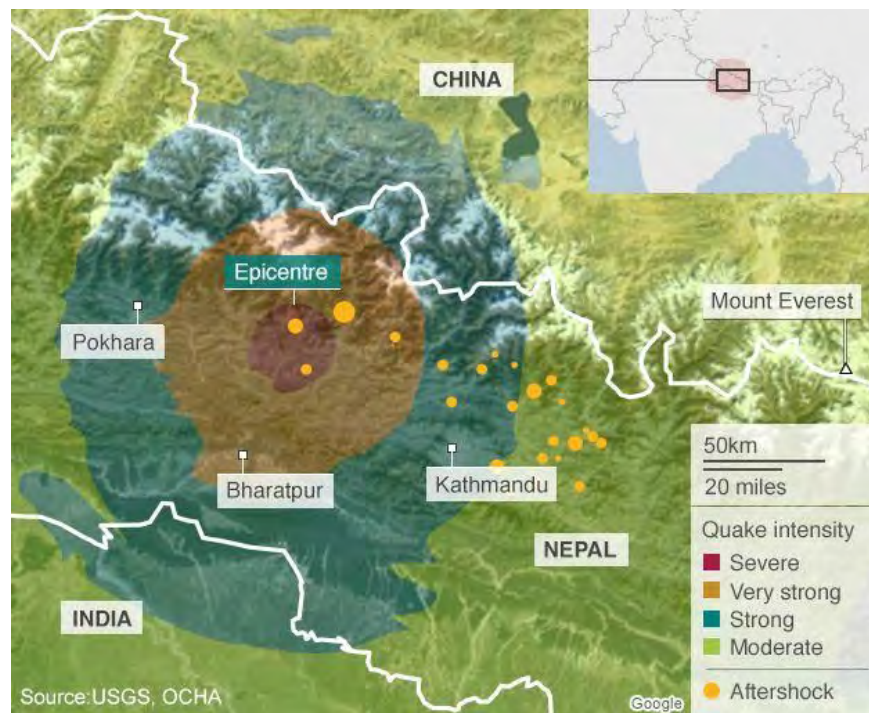 CHINA
Epicentre
Mount Everest
Pokhara
Bharatpur
Kathmandu
NEPAL
INDIA
50km
20 miles
Quake intensity
Severe
Very strong
Strong
Moderate
Aftershock
Source:USGS, OCHA
Google